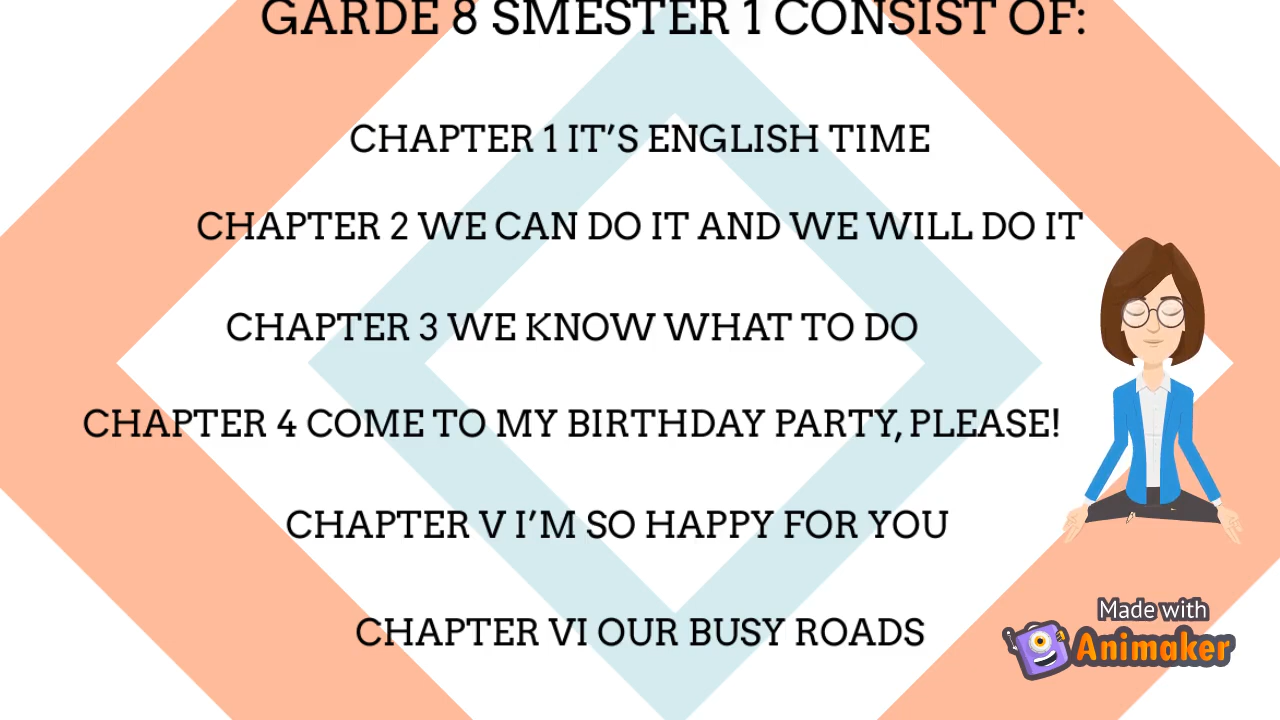 GARDE 8 SMESTER 1 CONSIST OF:
CHAPTER 1 IT’S ENGLISH TIME
CHAPTER 2 WE CAN DO IT AND WE WILL DO IT
CHAPTER 3 WE KNOW WHAT TO DO
CHAPTER 4 COME TO MY BIRTHDAY PARTY, PLEASE!
CHAPTER V I’M SO HAPPY FOR YOU
CHAPTER VI OUR BUSY ROADS
Made with
Animaker